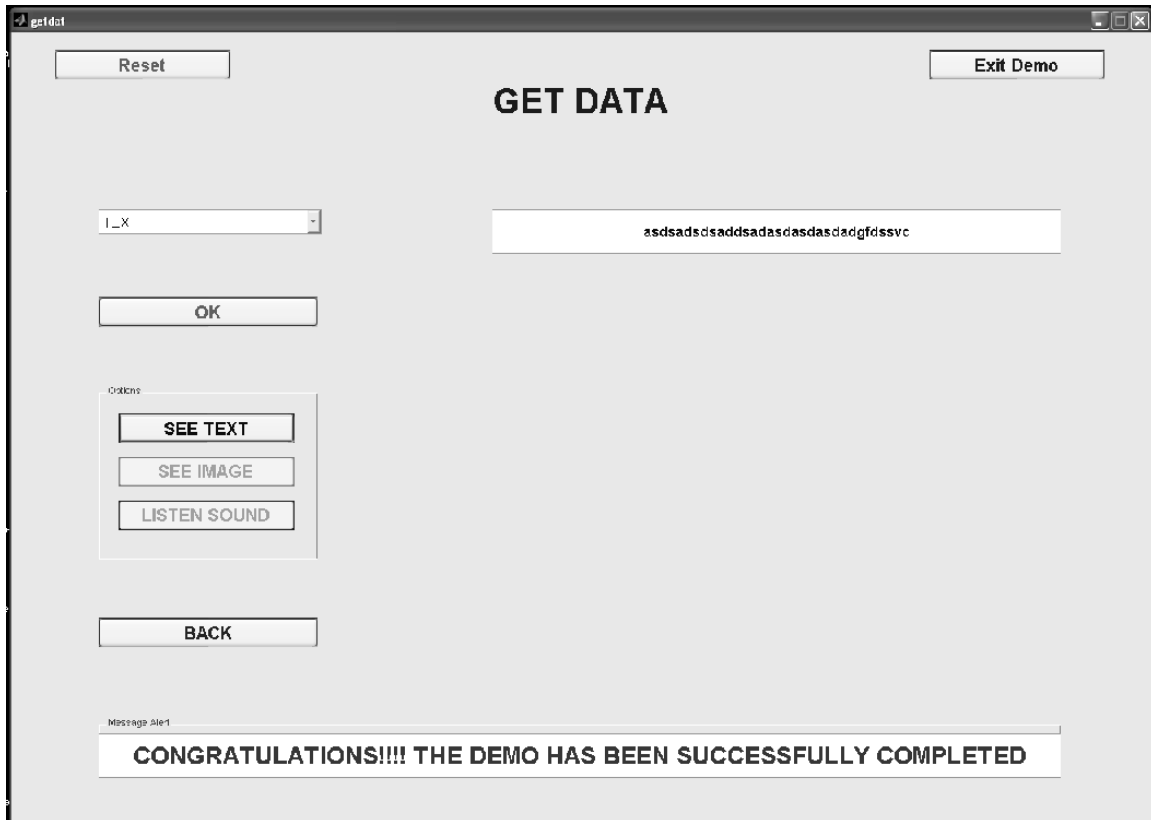 getdat
Reset
Exit Demo
GET DATA
asdsadsdsaddsadasdasdasdadgfdssvc
OK
Options
SEE TEXT
SEE IMAGE
LISTEN SOUND
BACK
Message Alert
CONGRATULATIONS!!!! THE DEMO HAS BEEN SUCCESSFULLY COMPLETED